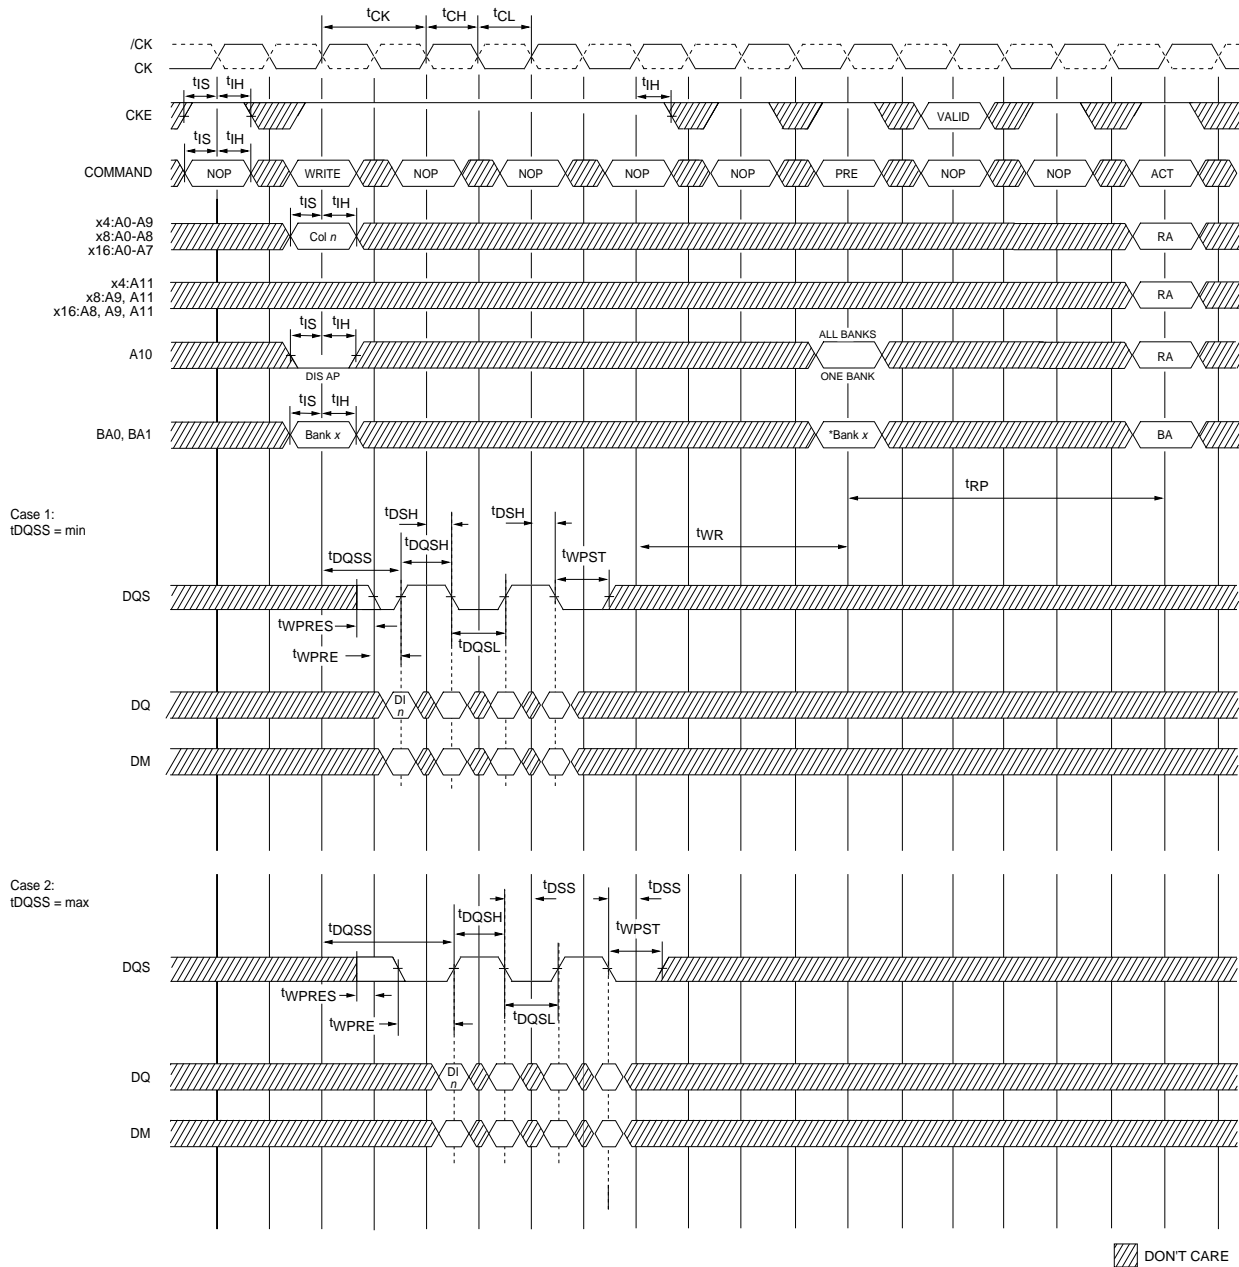 tCK tCH tCL
/CK
CK
tIS tIH tIH
CKE VALID
tIS tIH
COMMAND NOP WRITE NOP NOP NOP NOP PRE NOP NOP ACT
tIS tIH
x4:A0-A9
x8:A0-A8
x16:A0-A7
Col n RA
x4:A11
x8:A9, A11
x16:A8, A9, A11
RA
tIS tIH ALL BANKS
A10 RA
DIS AP ONE BANK
tIS tIH
BA0, BA1 Bank x *Bank x BA
tRP
Case 1:
tDQSS = min
tDSH tDSH
tDQSH tWR
tDQSS tWPST
DQS
tWPRES
tDQSL
tWPRE
DQ DI n
DM
Case 2:
tDQSS = max
tDSS tDSS
tDQSH
tDQSS tWPST
DQS
tWPRES
tWPRE tDQSL
DQ DI n
DM
DON'T CARE